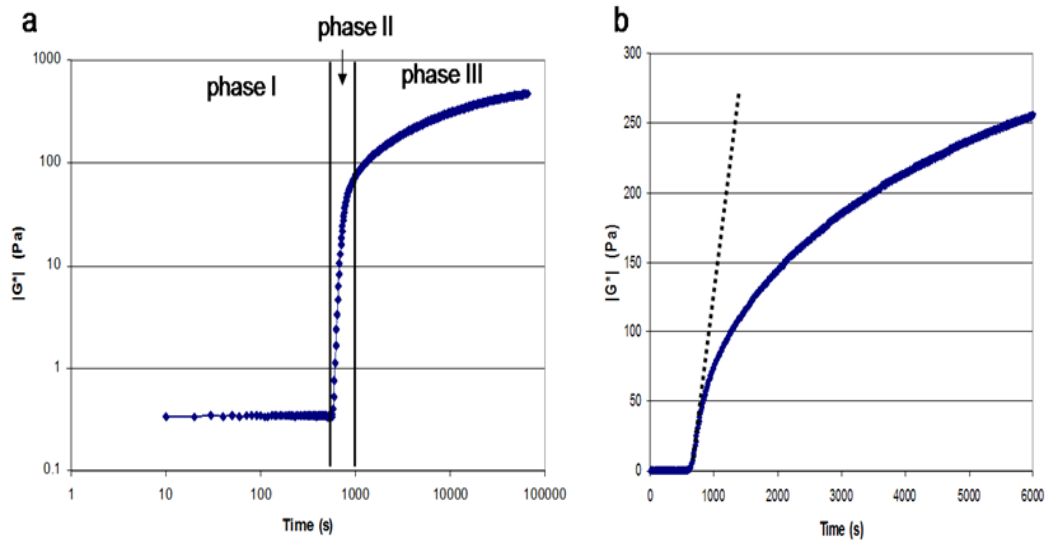 a
phase II
phase I
phase III
1000
100
10
1
0.1
|G*| (Pa)
1 10 100 1000 10000 100000
Time (s)
b
300
250
200
150
100
50
0
|G*| (Pa)
0 1000 2000 3000 4000 5000 6000
Time (s)